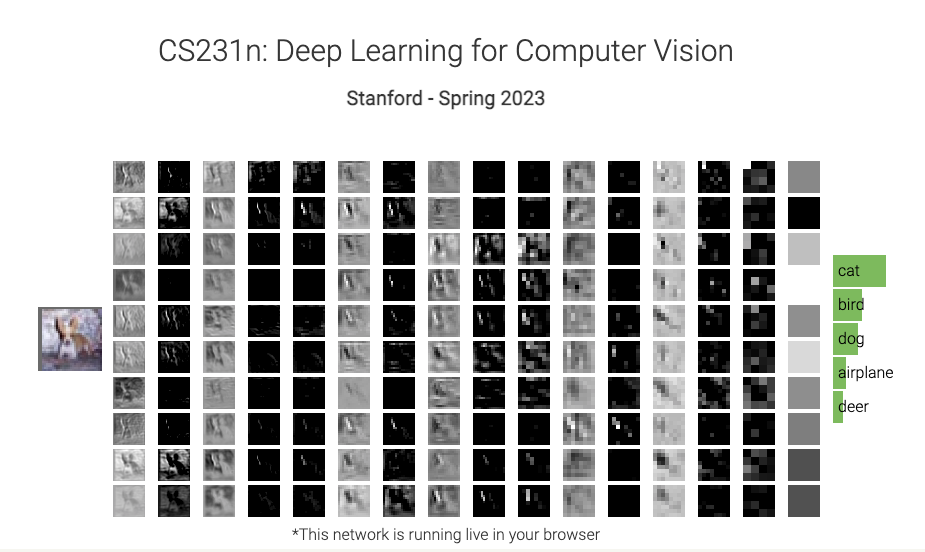 CS231n: Deep Learning for Computer Vision
Stanford - Spring 2023
cat
bird
dog
airplane
deer
*This network is running live in your browser